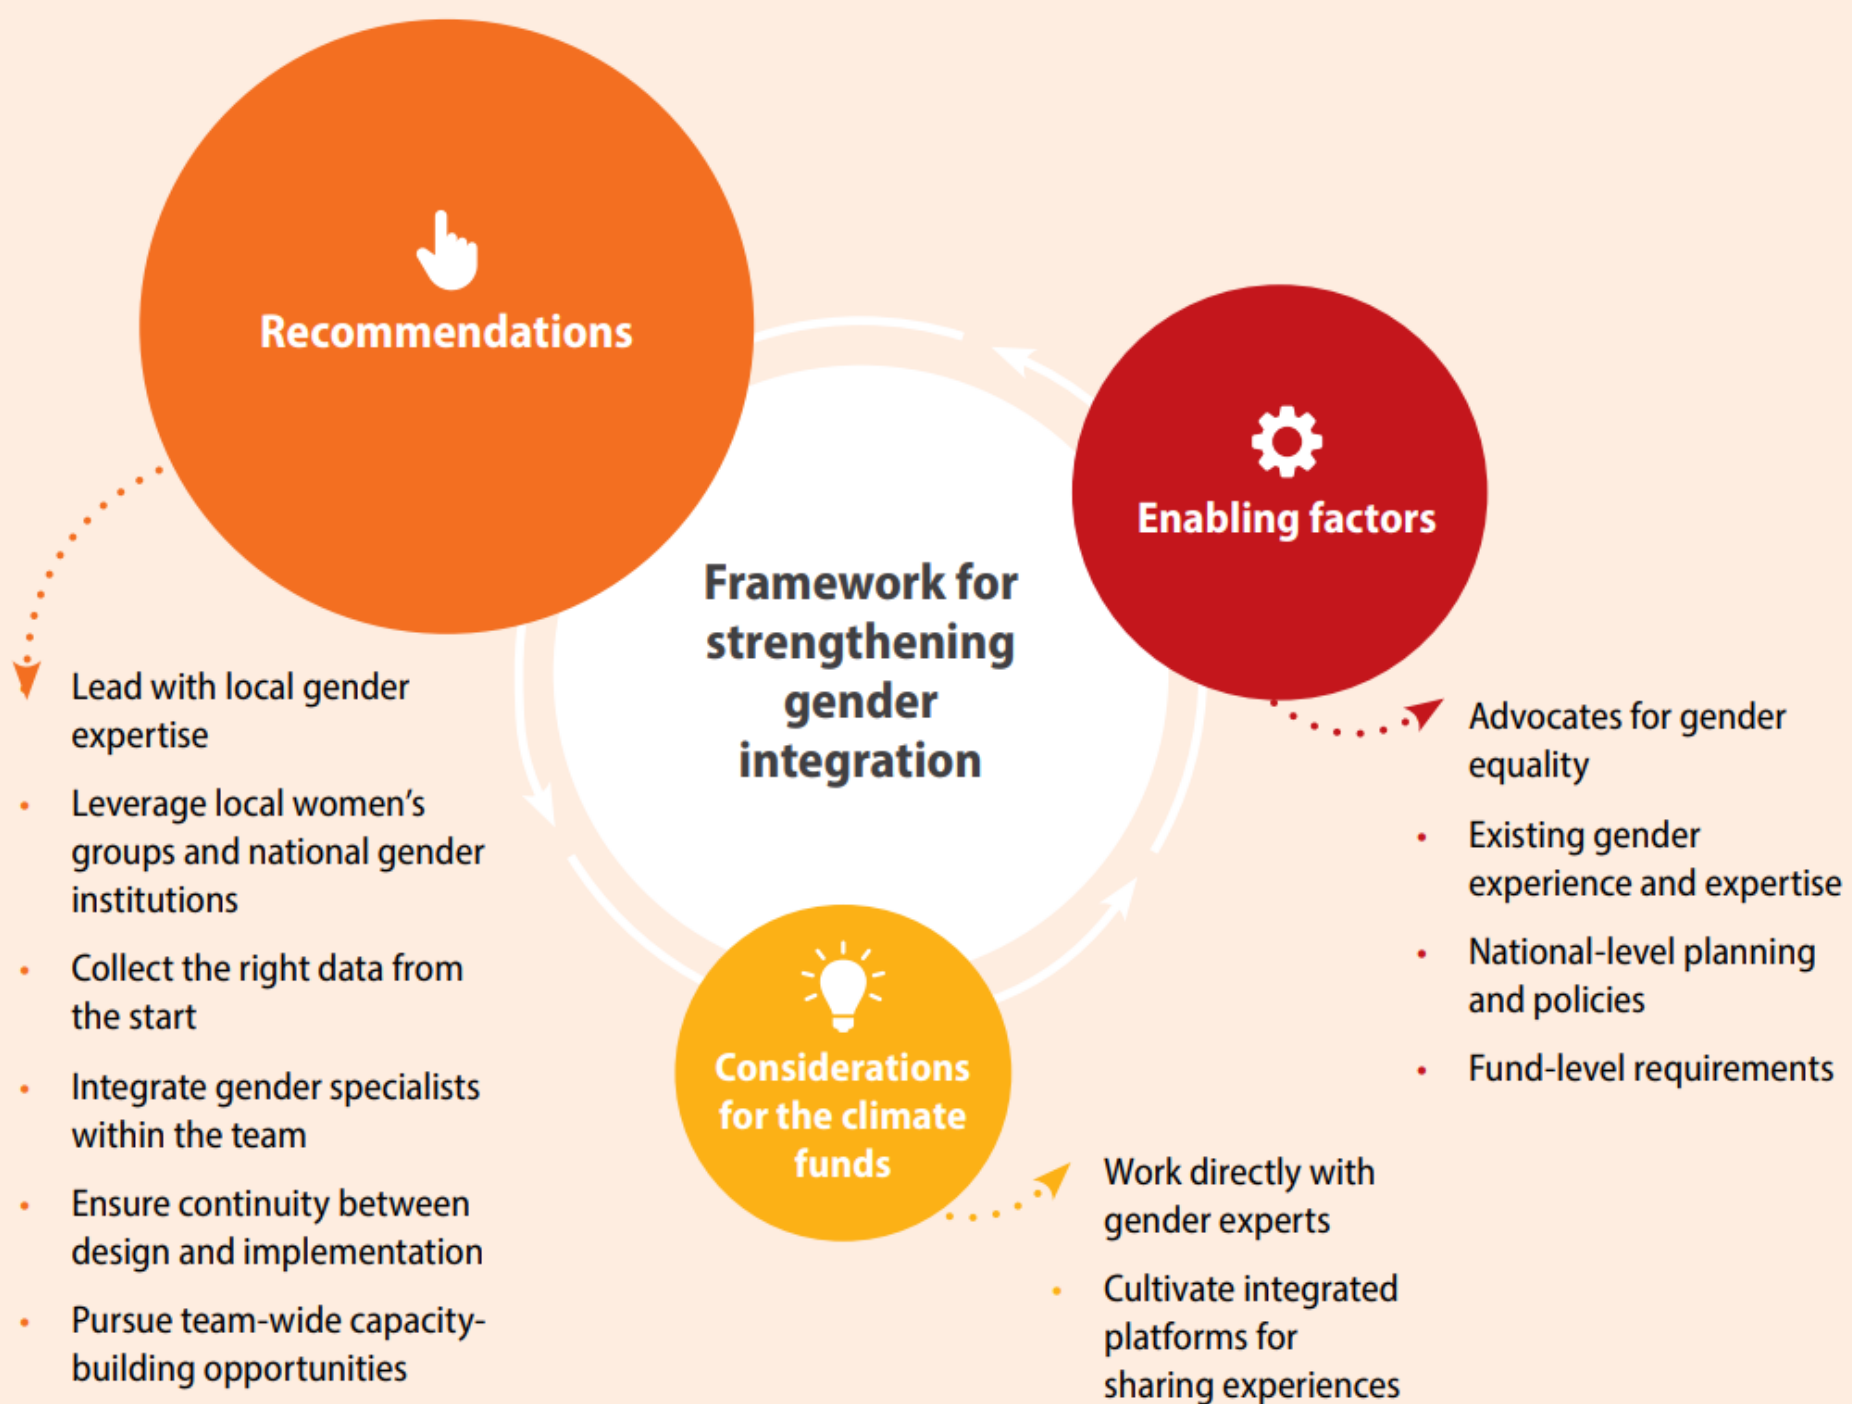 Recommendations
Enabling factors
Framework for
strengthening
gender
integration
Considerations
for the climate
funds
Lead with local gender
expertise
• Leverage local women’s
groups and national gender
institutions
• Collect the right data from
the start
• Integrate gender specialists
within the team
• Ensure continuity between
design and implementation
• Pursue team-wide capacity-
building opportunities
Advocates for gender
equality
• Existing gender
experience and expertise
• National-level planning
and policies
• Fund-level requirements
Work directly with
gender experts
• Cultivate integrated
platforms for
sharing experiences